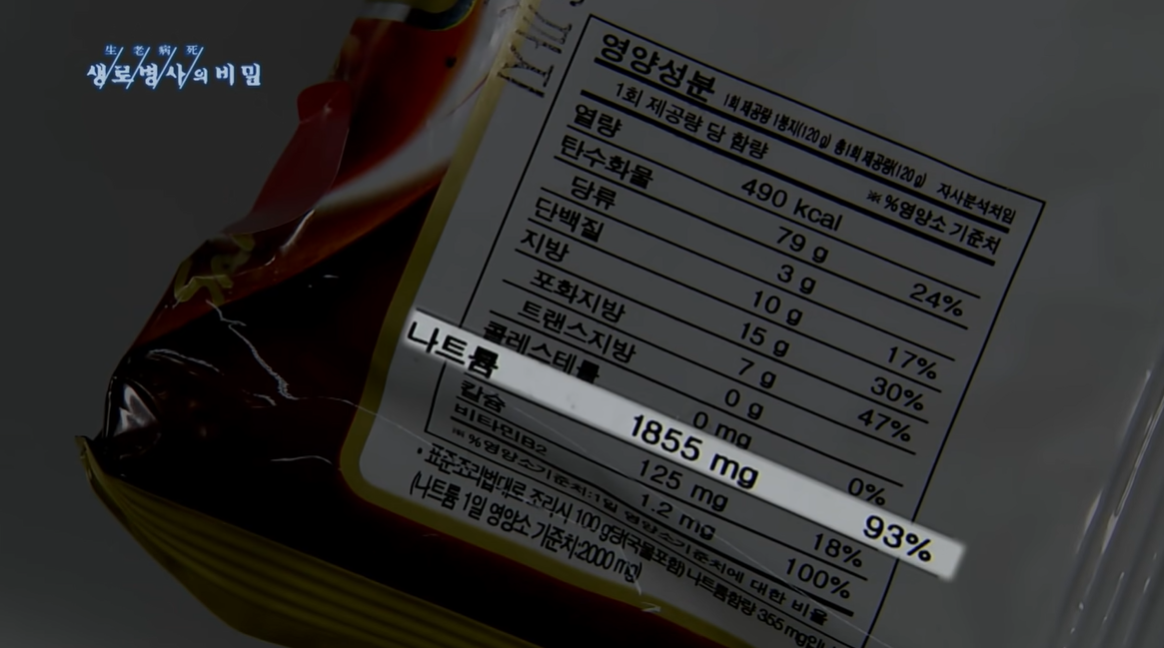 生老病死
생로병사의 비밀
영양성분 1회 제공량 1봉지(120g) 총1회 제공량(120g) 자사분석치임
1회 제공량 당 함량 ※%영양소 기준치
열량 490 kcal
탄수화물 79 g 24%
당류 3 g
단백질 10 g 17%
지방 15 g 30%
포화지방 7 g 47%
트랜스지방 0 g
콜레스테롤 0 mg 0%
나트륨 1855 mg 93%
칼슘 125 mg 18%
비타민B2 1.2 mg 100%
※%영양소기준치:1일 영양소기준치에 대한 비율
• 표준조리법대로 조리시 100 g당(국물포함) 나트륨함량 355 mg
(나트륨 1일 영양소 기준치:2000 mg)